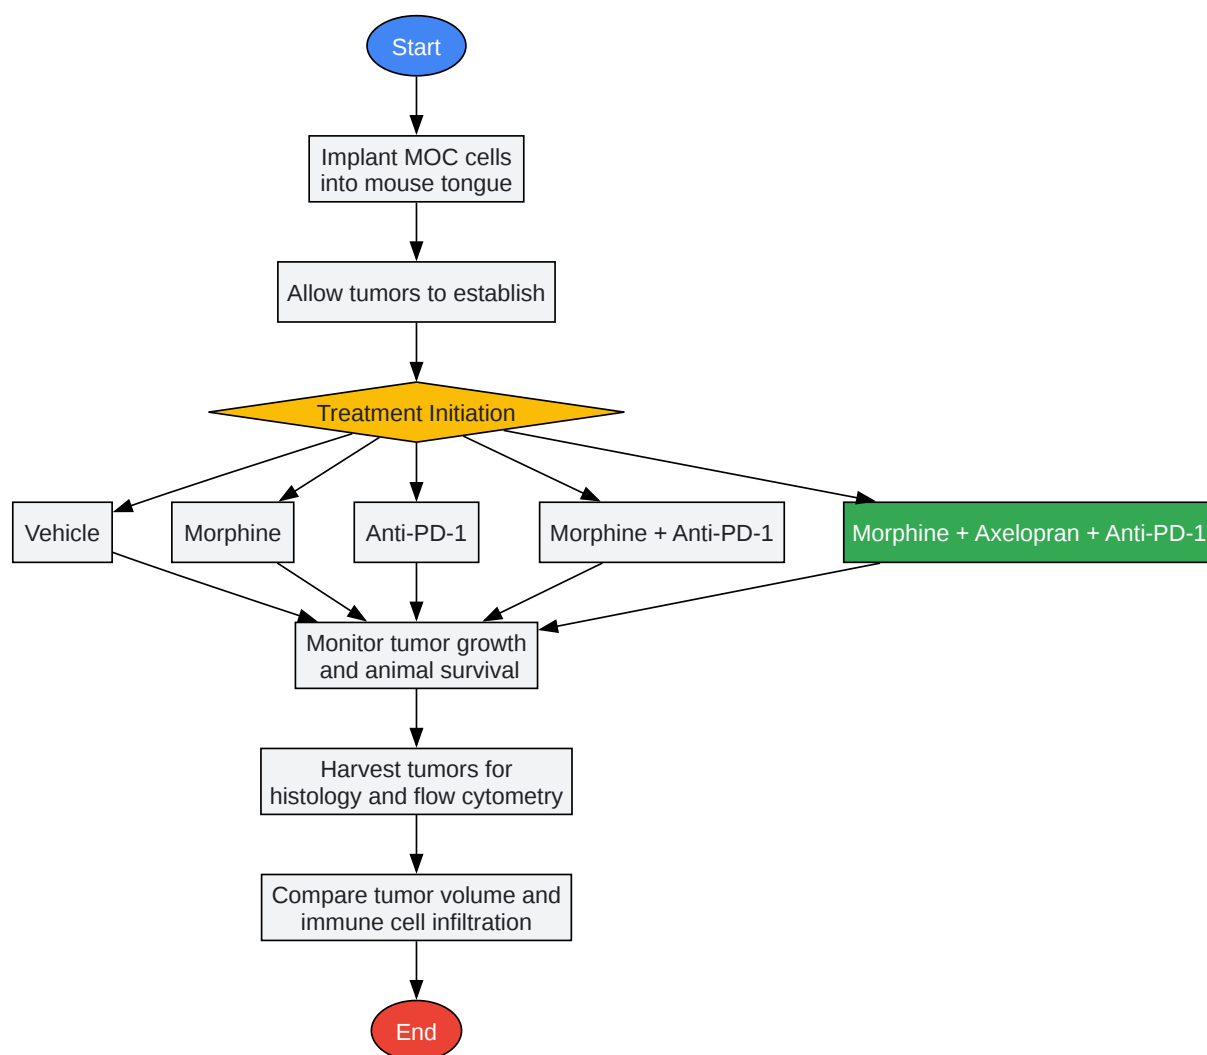 Start
Implant MOC cells
into mouse tongue
Allow tumors to establish
Treatment Initiation
Vehicle
Morphine
Anti-PD-1
Morphine + Anti-PD-1
Morphine + Axelopran + Anti-PD-1
Monitor tumor growth
and animal survival
Harvest tumors for
histology and flow cytometry
Compare tumor volume and
immune cell infiltration
End